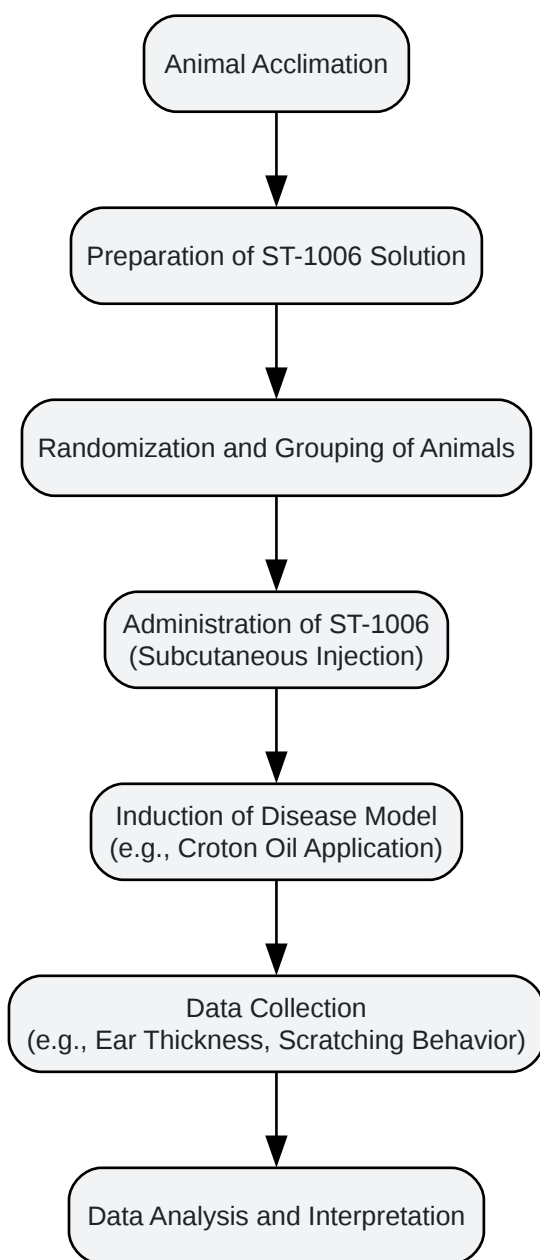 Animal Acclimation
Preparation of ST-1006 Solution
Randomization and Grouping of Animals
Administration of ST-1006
(Subcutaneous Injection)
Induction of Disease Model
(e.g., Croton Oil Application)
Data Collection
(e.g., Ear Thickness, Scratching Behavior)
Data Analysis and Interpretation